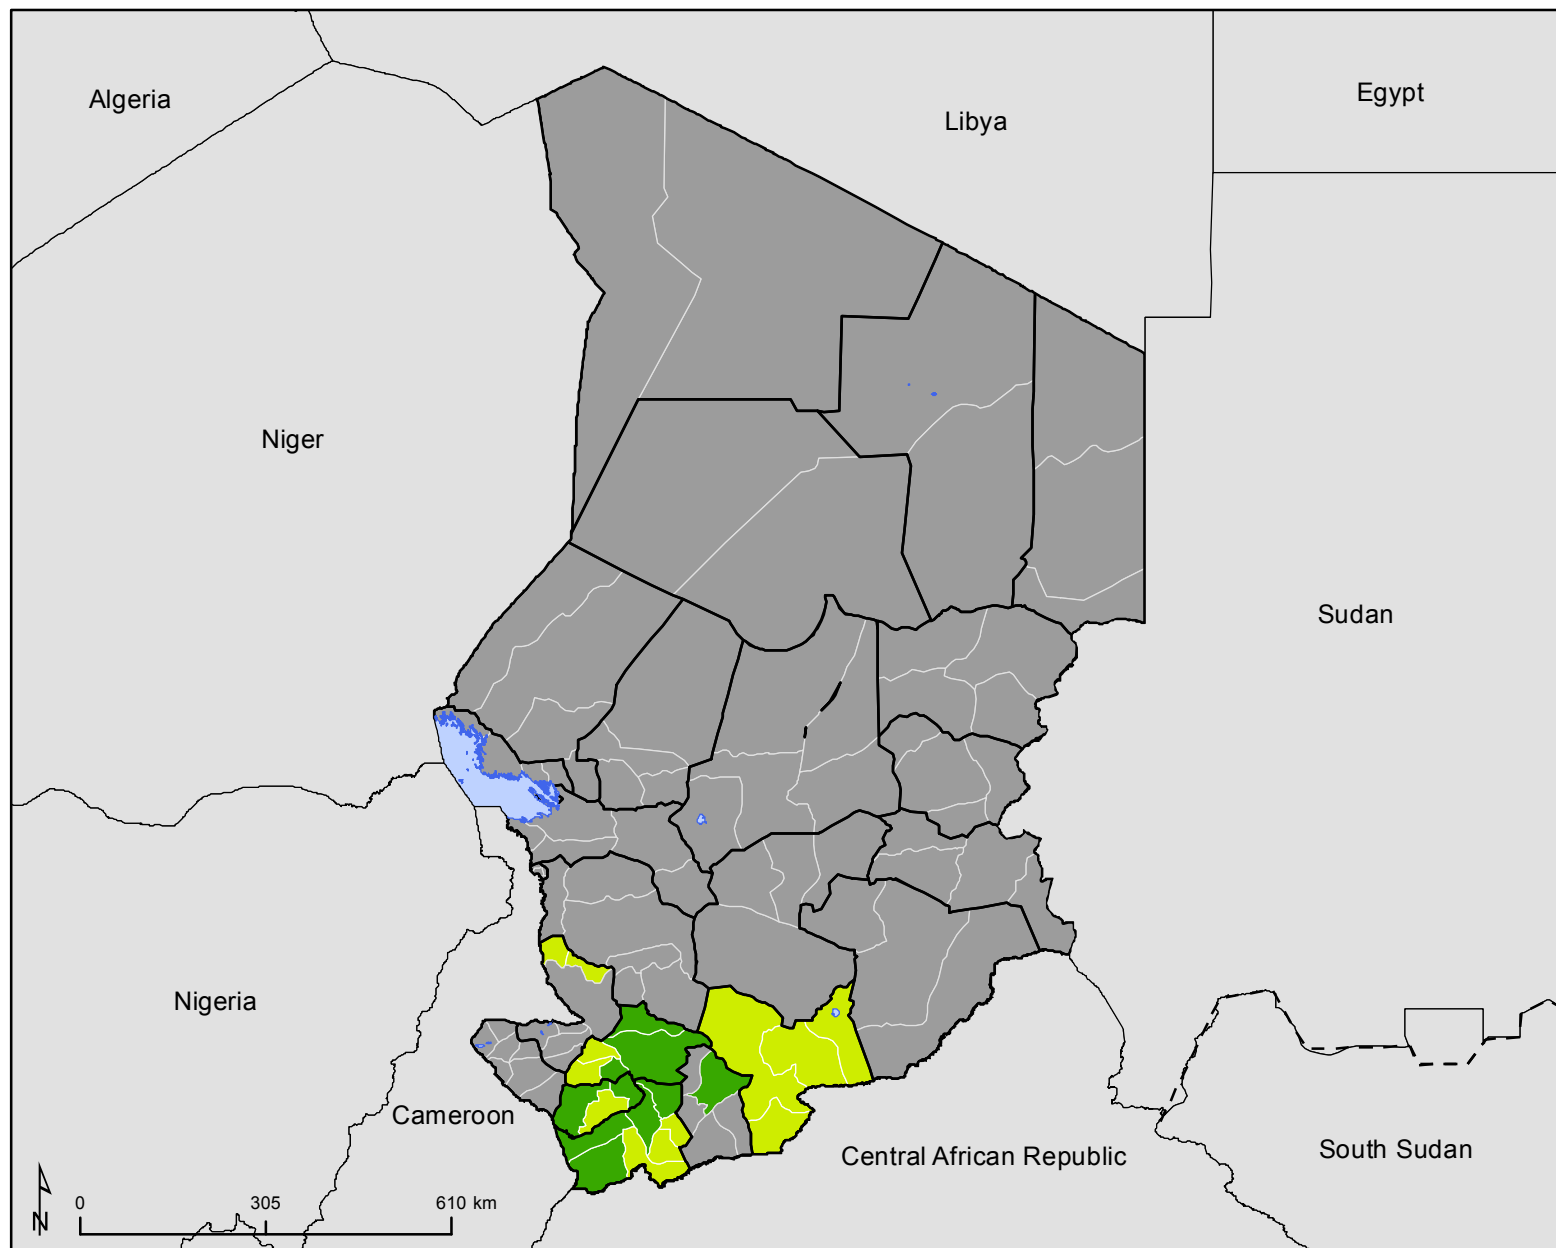 Algeria
Libya
Egypt
Niger
Sudan
Nigeria
Cameroon
Central African Republic
South Sudan
N
0 305 610 km